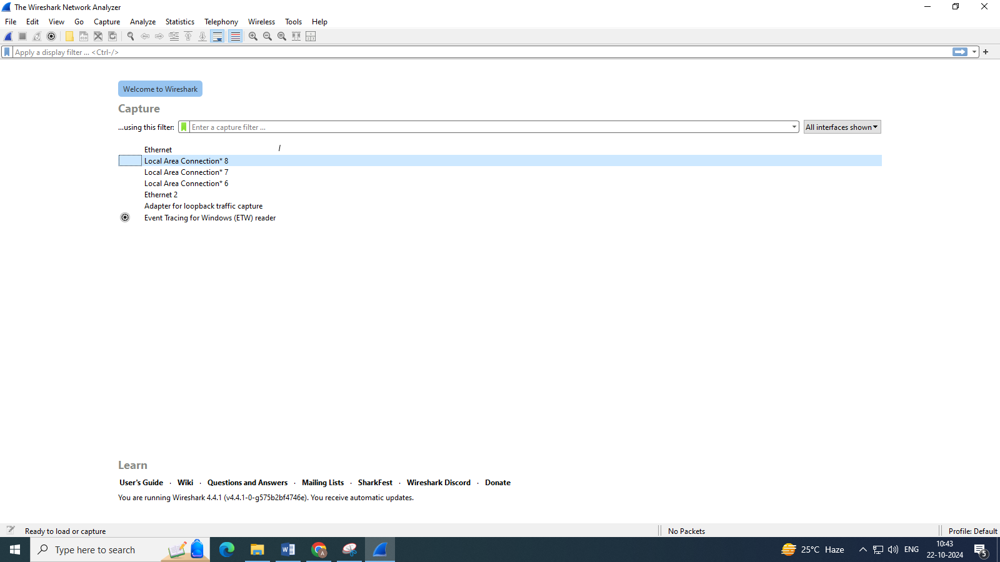 The Wireshark Network Analyzer
File Edit View Go Capture Analyze Statistics Telephony Wireless Tools Help
Apply a display filter ... <Ctrl-/>
Welcome to Wireshark
Capture
...using this filter: Enter a capture filter ... All interfaces shown
Ethernet
Local Area Connection* 8
Local Area Connection* 7
Local Area Connection* 6
Ethernet 2
Adapter for loopback traffic capture
Event Tracing for Windows (ETW) reader
Learn
User's Guide · Wiki · Questions and Answers · Mailing Lists · SharkFest · Wireshark Discord · Donate
You are running Wireshark 4.4.1 (v4.4.1-0-g575b2bf4746e). You receive automatic updates.
Ready to load or capture No Packets Profile: Default
Type here to search 25°C Haze ENG 10:43
22-10-2024 5